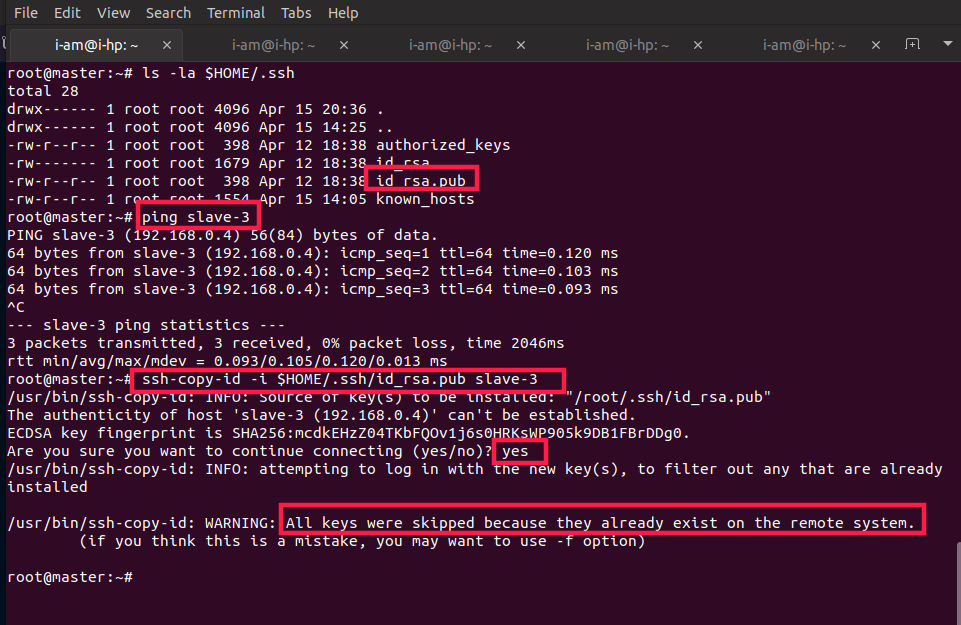 File Edit View Search Terminal Tabs Help
i-am@i-hp: ~ × i-am@i-hp: ~ × i-am@i-hp: ~ × i-am@i-hp: ~ × i-am@i-hp: ~ ×
root@master:~# ls -la $HOME/.ssh
total 28
drwx------ 1 root root 4096 Apr 15 20:36 .
drwx------ 1 root root 4096 Apr 15 14:25 ..
-rw-r--r-- 1 root root  398 Apr 12 18:38 authorized_keys
-rw------- 1 root root 1679 Apr 12 18:38 id_rsa
-rw-r--r-- 1 root root  398 Apr 12 18:38 id_rsa.pub
-rw-r--r-- 1 root root 1554 Apr 15 14:05 known_hosts
root@master:~# ping slave-3
PING slave-3 (192.168.0.4) 56(84) bytes of data.
64 bytes from slave-3 (192.168.0.4): icmp_seq=1 ttl=64 time=0.120 ms
64 bytes from slave-3 (192.168.0.4): icmp_seq=2 ttl=64 time=0.103 ms
64 bytes from slave-3 (192.168.0.4): icmp_seq=3 ttl=64 time=0.093 ms
^C
--- slave-3 ping statistics ---
3 packets transmitted, 3 received, 0% packet loss, time 2046ms
rtt min/avg/max/mdev = 0.093/0.105/0.120/0.013 ms
root@master:~# ssh-copy-id -i $HOME/.ssh/id_rsa.pub slave-3
/usr/bin/ssh-copy-id: INFO: Source of key(s) to be installed: "/root/.ssh/id_rsa.pub"
The authenticity of host 'slave-3 (192.168.0.4)' can't be established.
ECDSA key fingerprint is SHA256:mcdkEHzZ04TKbFQOv1j6s0HRKsWP905k9DB1FBrDDg0.
Are you sure you want to continue connecting (yes/no)? yes
/usr/bin/ssh-copy-id: INFO: attempting to log in with the new key(s), to filter out any that are already
installed
/usr/bin/ssh-copy-id: WARNING: All keys were skipped because they already exist on the remote system.
(if you think this is a mistake, you may want to use -f option)
root@master:~#